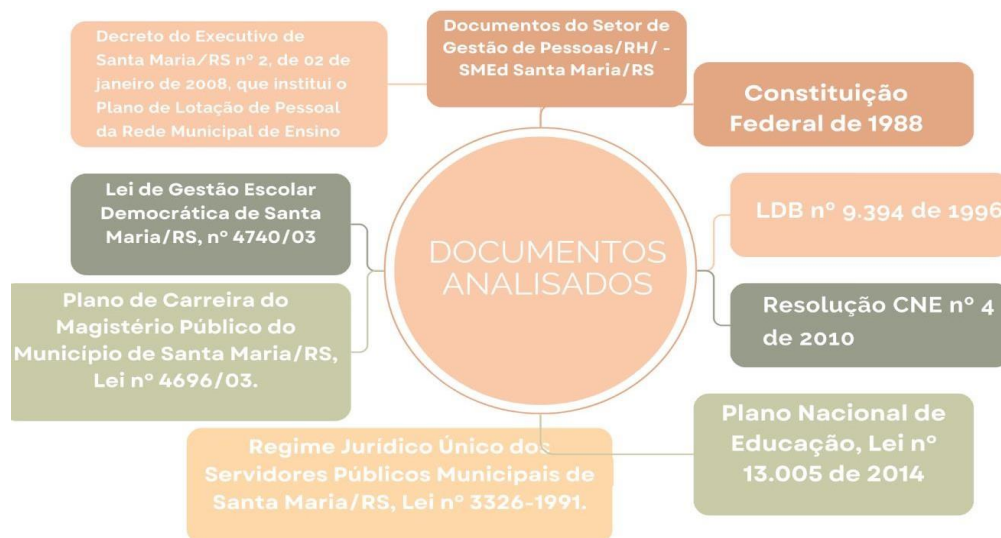 Decreto do Executivo de
Santa Maria/RS nº 2, de 02 de
janeiro de 2008, que institui o
Plano de Lotação de Pessoal
da Rede Municipal de Ensino
Documentos do Setor de
Gestão de Pessoas/RH/ -
SMEd Santa Maria/RS
Constituição
Federal de 1988
Lei de Gestão Escolar
Democrática de Santa
Maria/RS, nº 4740/03
LDB nº 9.394 de 1996
DOCUMENTOS
ANALISADOS
Plano de Carreira do
Magistério Público do
Município de Santa Maria/RS,
Lei nº 4696/03.
Resolução CNE nº 4
de 2010
Regime Jurídico Único dos
Servidores Públicos Municipais de
Santa Maria/RS, Lei nº 3326-1991.
Plano Nacional de
Educação, Lei nº
13.005 de 2014